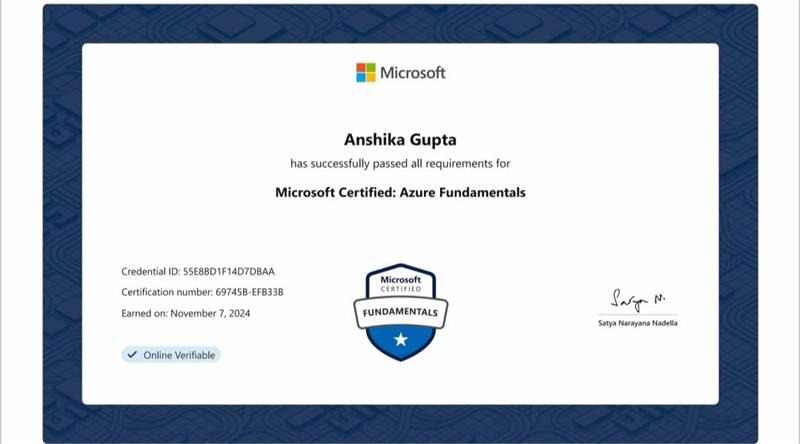 Microsoft
Anshika Gupta
has successfully passed all requirements for
Microsoft Certified: Azure Fundamentals
Credential ID: 55E8BD1F14D7DBAA
Certification number: 69745B-EFB33B
Earned on: November 7, 2024
Online Verifiable
Microsoft
CERTIFIED
FUNDAMENTALS
Satya N.
Satya Narayana Nadella